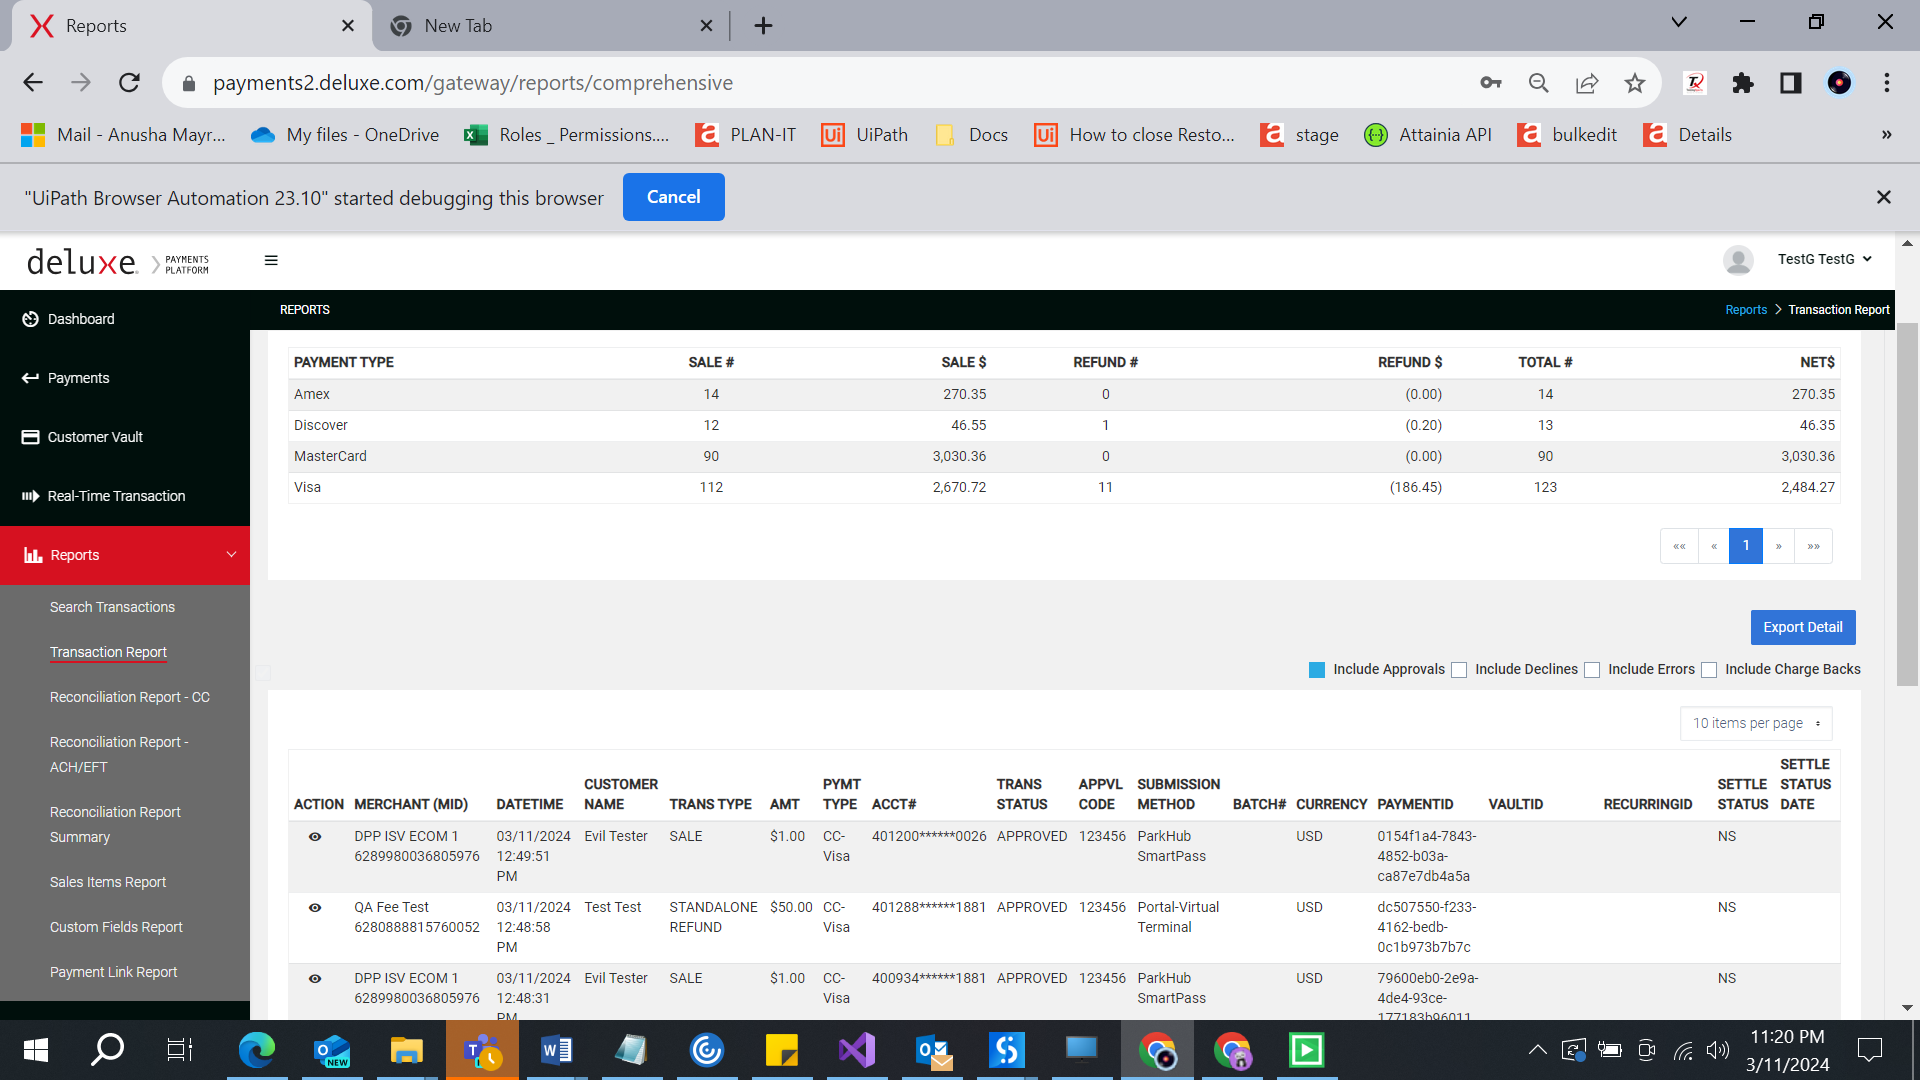 Reports
New Tab
payments2.deluxe.com/gateway/reports/comprehensive
Mail - Anusha Mayr...
My files - OneDrive
Roles _ Permissions....
PLAN-IT
UiPath
Docs
How to close Resto...
stage
Attainia API
bulkedit
Details
»
"UiPath Browser Automation 23.10" started debugging this browser
Cancel
deluxe. PAYMENTS PLATFORM
TestG TestG
Dashboard
Payments
Customer Vault
Real-Time Transaction
Reports
Search Transactions
Transaction Report
Reconciliation Report - CC
Reconciliation Report -
ACH/EFT
Reconciliation Report
Summary
Sales Items Report
Custom Fields Report
Payment Link Report
REPORTS
Reports > Transaction Report
PAYMENT TYPE SALE # SALE $ REFUND # REFUND $ TOTAL # NET$
Amex 14 270.35 0 (0.00) 14 270.35
Discover 12 46.55 1 (0.20) 13 46.35
MasterCard 90 3,030.36 0 (0.00) 90 3,030.36
Visa 112 2,670.72 11 (186.45) 123 2,484.27
«« « 1 » »»
Export Detail
Include Approvals Include Declines Include Errors Include Charge Backs
10 items per page
ACTION MERCHANT (MID) DATETIME CUSTOMER NAME TRANS TYPE AMT PYMT TYPE ACCT# TRANS STATUS APPVL CODE SUBMISSION METHOD BATCH# CURRENCY PAYMENTID VAULTID RECURRINGID SETTLE STATUS SETTLE STATUS DATE
DPP ISV ECOM 1 03/11/2024 Evil Tester SALE $1.00 CC- 401200******0026 APPROVED 123456 ParkHub USD 0154f1a4-7843- NS
6289980036805976 12:49:51 Visa SmartPass 4852-b03a-
PM ca87e7db4a5a
QA Fee Test 03/11/2024 Test Test STANDALONE $50.00 CC- 401288******1881 APPROVED 123456 Portal-Virtual USD dc507550-f233- NS
6280888815760052 12:48:58 REFUND Visa Terminal 4162-bedb-
PM 0c1b973b7b7c
DPP ISV ECOM 1 03/11/2024 Evil Tester SALE $1.00 CC- 400934******1881 APPROVED 123456 ParkHub USD 79600eb0-2e9a- NS
6289980036805976 12:48:31 Visa SmartPass 4de4-93ce-
PM 177183b96011
NEW
11:20 PM
3/11/2024